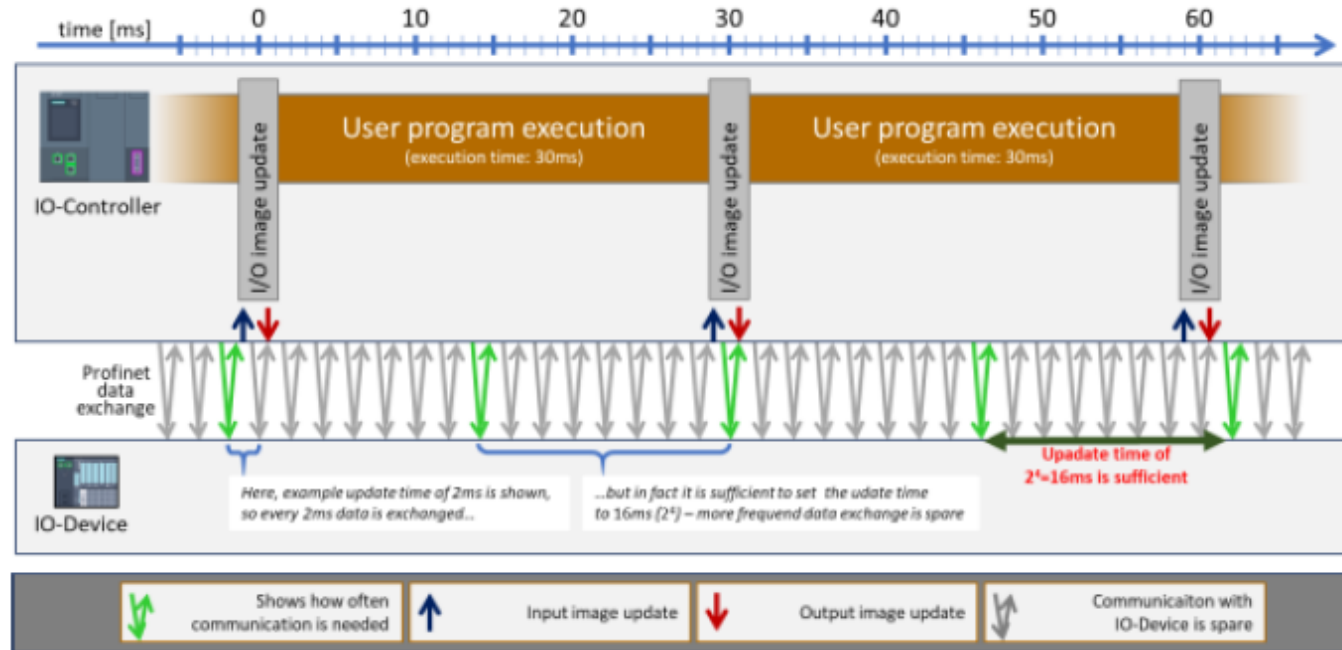 time [ms]
0 10 20 30 40 50 60
I/O image update
User program execution
(execution time: 30ms)
I/O image update
User program execution
(execution time: 30ms)
I/O image update
IO-Controller
Profinet
data
exchange
Here, example update time of 2ms is shown,
so every 2ms data is exchanged...
...but in fact it is sufficient to set the udate time
to 16ms (2⁴) – more frequend data exchange is spare
Upadate time of
2⁴=16ms is sufficient
IO-Device
Shows how often
communication is needed
Input image update
Output image update
Communicaiton with
IO-Device is spare